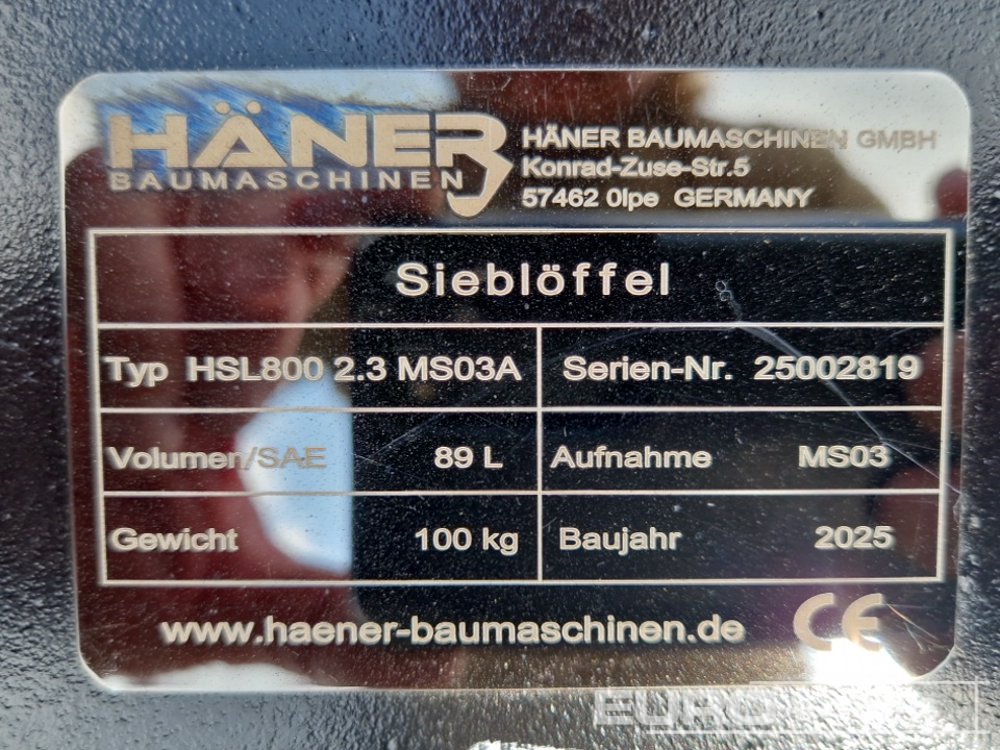 HÄNER
BAUMASCHINEN
HÄNER BAUMASCHINEN GMBH
Konrad-Zuse-Str.5
57462 Olpe GERMANY
Sieblöffel
Typ HSL800 2.3 MS03A
Serien-Nr. 25002819
Volumen/SAE 89 L
Aufnahme MS03
Gewicht 100 kg
Baujahr 2025
www.haener-baumaschinen.de
CE
EURO